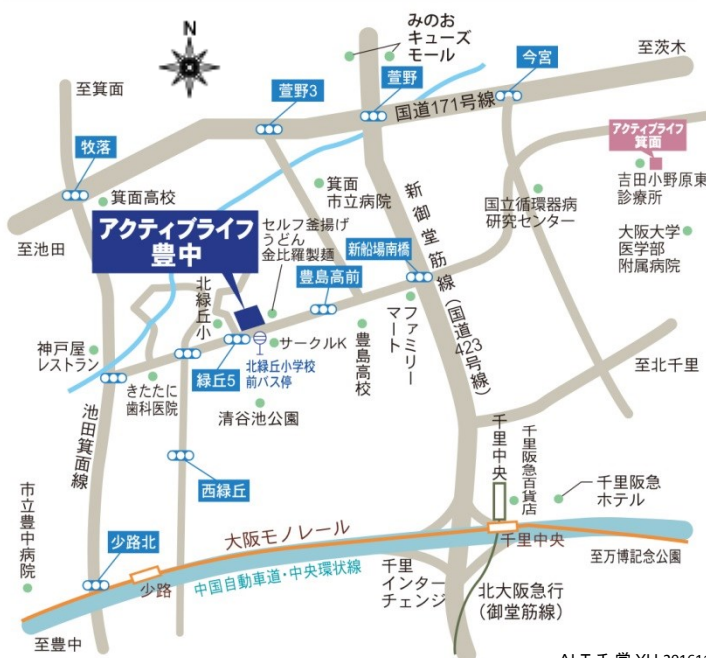 N
みのお
キューズ
モール
至箕面
萱野3
萱野
今宮
至茨木
国道171号線
牧落
箕面高校
箕面
市立病院
アクティブライフ
箕面
吉田小野原東
診療所
国立循環器病
研究センター
大阪大学
医学部
附属病院
至池田
アクティブライフ
豊中
セルフ釜揚げ
うどん
金比羅製麺
新御堂筋線(国道423号線)
新船場南橋
豊島高前
北緑丘小
サークルK
北緑丘小学校
前バス停
豊島高校
ファミリー
マート
神戸屋
レストラン
きたたに
歯科医院
緑丘5
清谷池公園
至北千里
池田箕面線
西緑丘
千里中央
千里阪急百貨店
千里阪急
ホテル
市立豊中病院
少路北
大阪モノレール
千里中央
少路
中国自動車道・中央環状線
千里
インター
チェンジ
至万博記念公園
北大阪急行
(御堂筋線)
至豊中